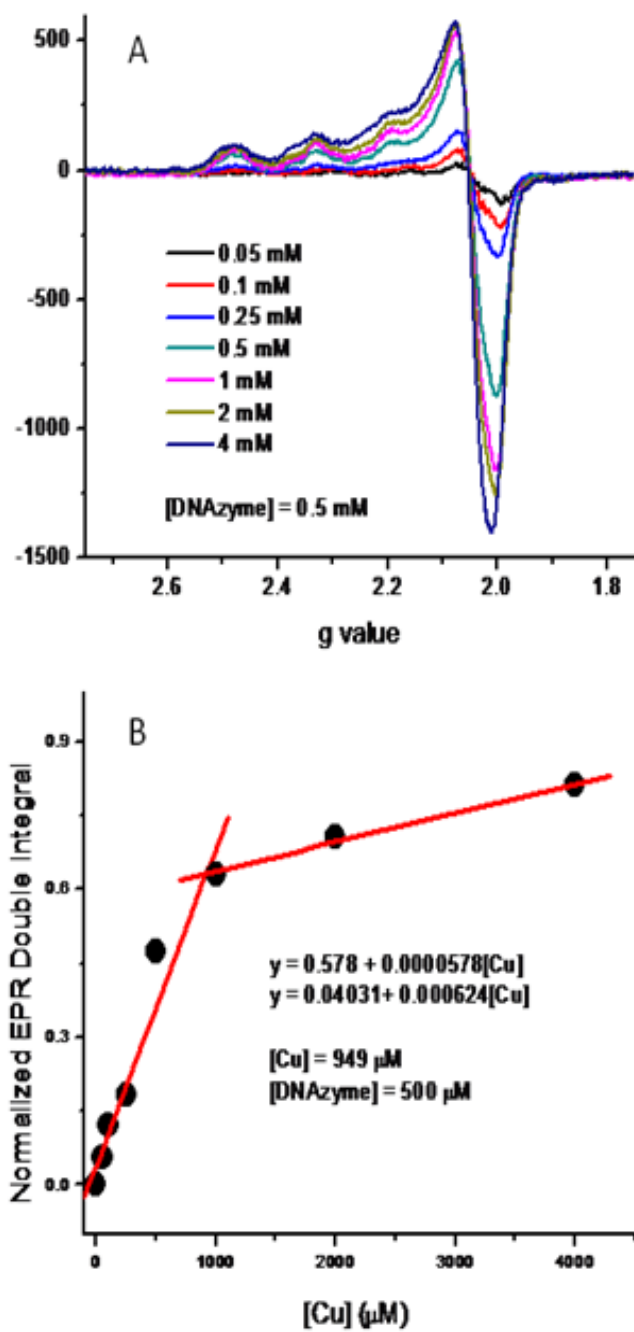 A
500
0
-500
-1000
-1500
0.05 mM
0.1 mM
0.25 mM
0.5 mM
1 mM
2 mM
4 mM
[DNAzyme] = 0.5 mM
2.6 2.4 2.2 2.0 1.8
g value
B
Normalized EPR Double Integral
0.9
0.6
0.3
0.0
y = 0.578 + 0.0000578[Cu]
y = 0.04031+ 0.000624[Cu]
[Cu] = 949 µM
[DNAzyme] = 500 µM
0 1000 2000 3000 4000
[Cu] (µM)